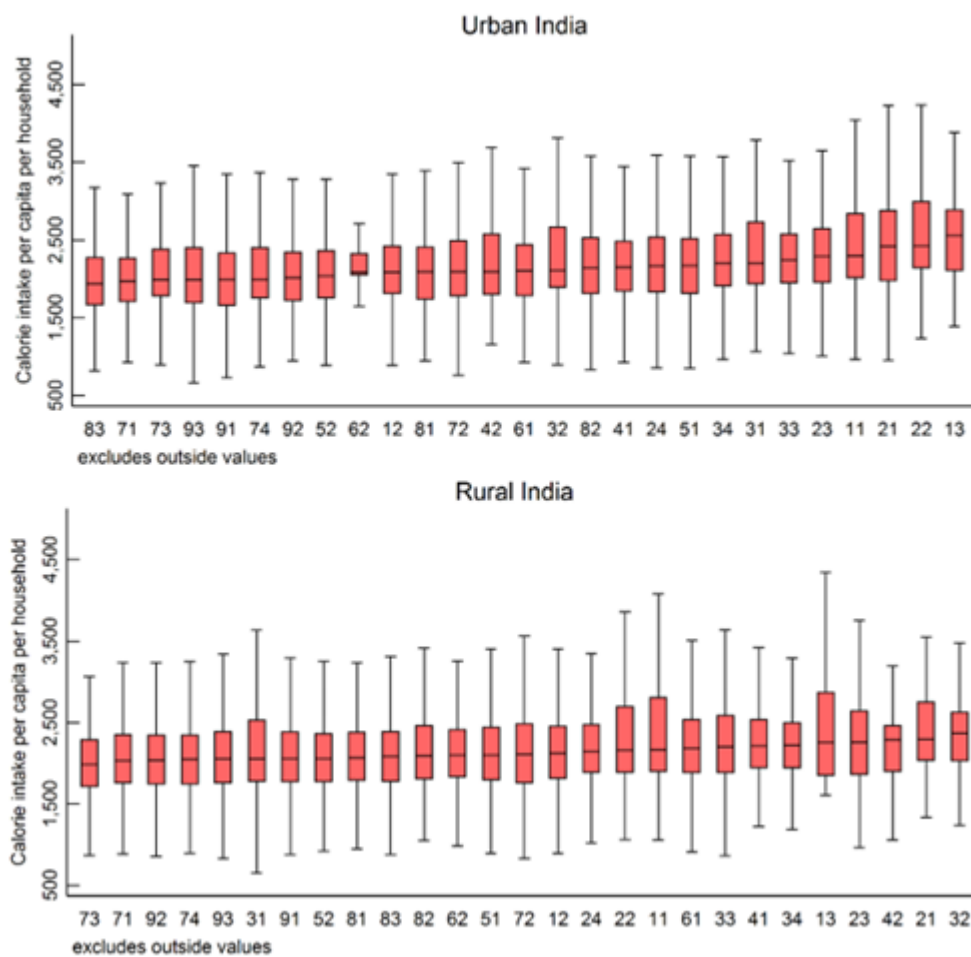 Urban India
Calorie intake per capita per household
4,500
3,500
2,500
1,500
500
83 71 73 93 91 74 92 52 62 12 81 72 42 61 32 82 41 24 51 34 31 33 23 11 21 22 13
excludes outside values
Rural India
Calorie intake per capita per household
4,500
3,500
2,500
1,500
500
73 71 92 74 93 31 91 52 81 83 82 62 51 72 12 24 22 11 61 33 41 34 13 23 42 21 32
excludes outside values